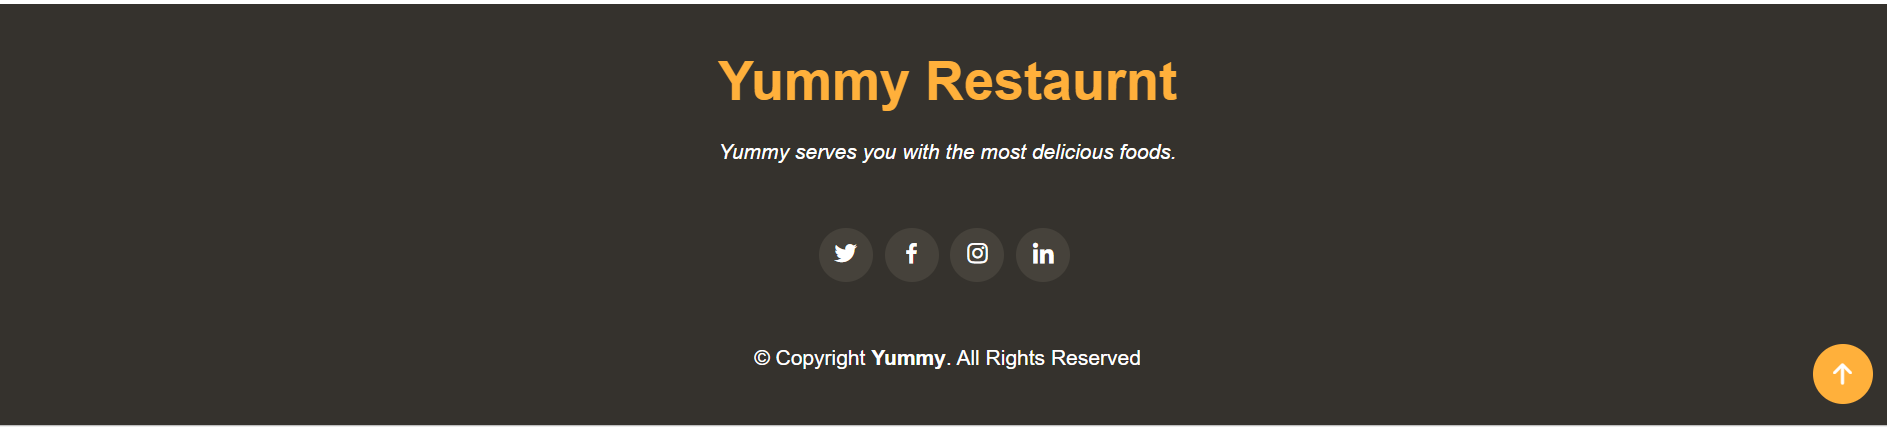 Yummy Restaurnt
Yummy serves you with the most delicious foods.
© Copyright Yummy. All Rights Reserved